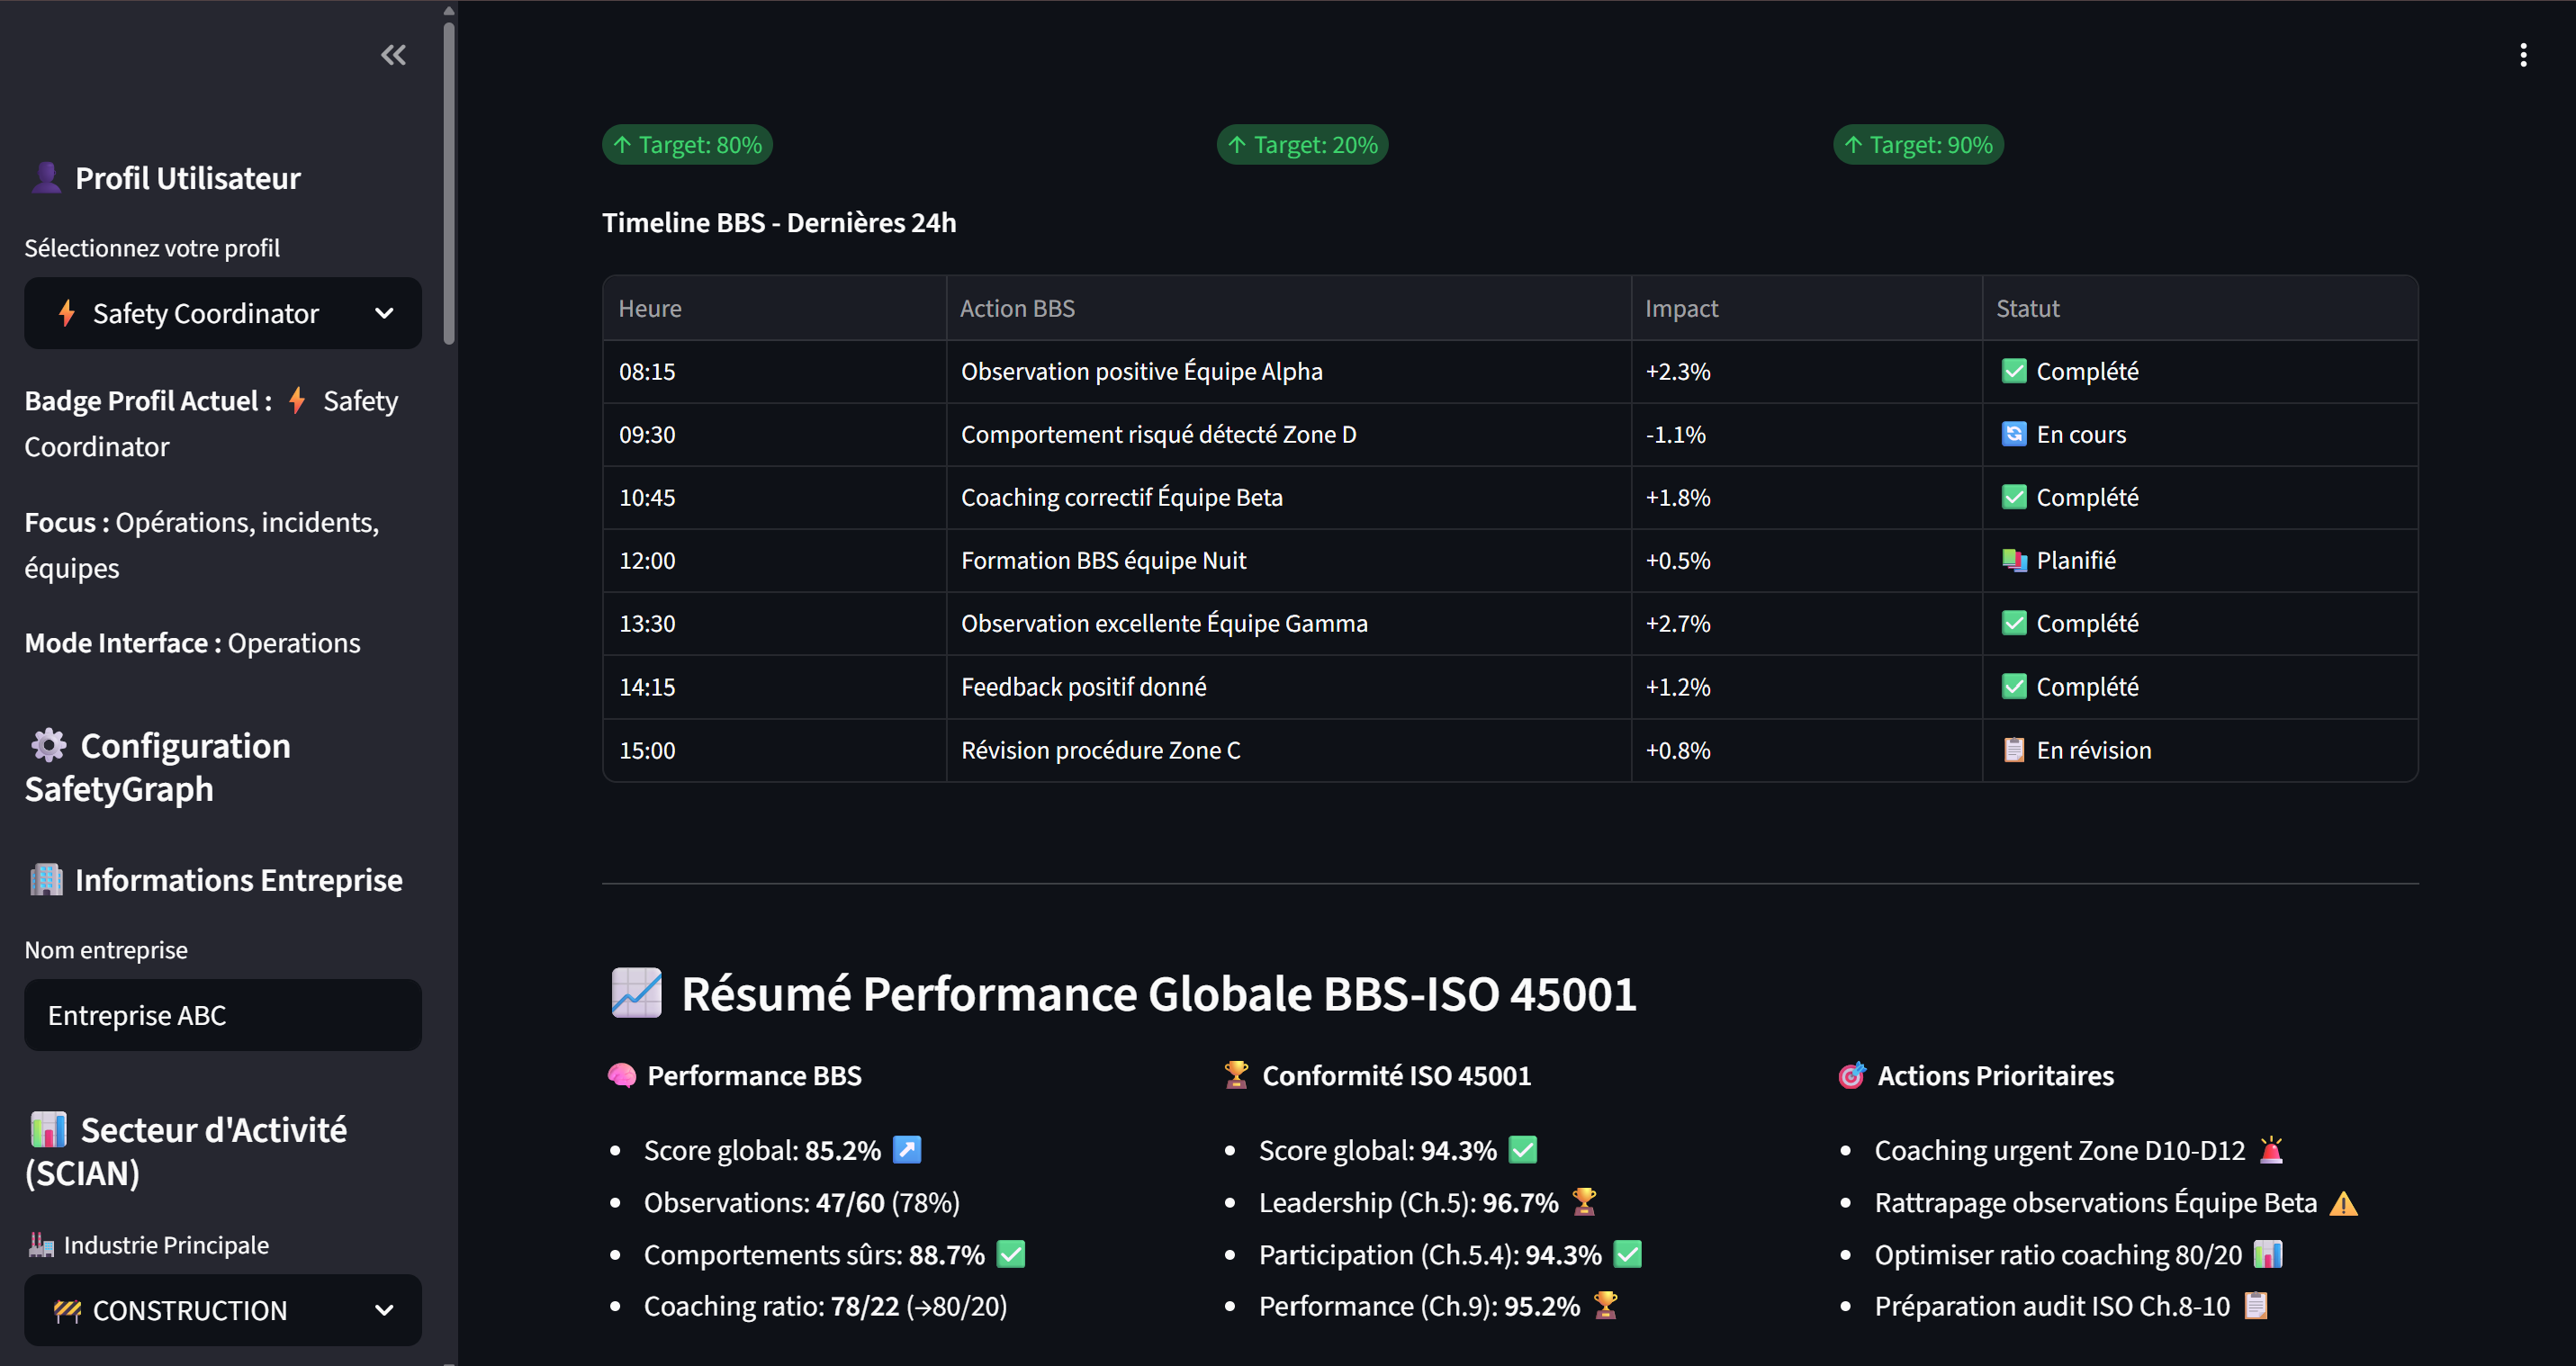 Profil Utilisateur
Sélectionnez votre profil
Safety Coordinator
Badge Profil Actuel : Safety
Coordinator
Focus : Opérations, incidents,
équipes
Mode Interface : Operations
Configuration
SafetyGraph
Informations Entreprise
Nom entreprise
Entreprise ABC
Secteur d'Activité
(SCIAN)
Industrie Principale
CONSTRUCTION
↑ Target: 80% ↑ Target: 20% ↑ Target: 90%
Timeline BBS - Dernières 24h
Heure Action BBS Impact Statut
08:15 Observation positive Équipe Alpha +2.3% ✅ Complété
09:30 Comportement risqué détecté Zone D -1.1% 🔄 En cours
10:45 Coaching correctif Équipe Beta +1.8% ✅ Complété
12:00 Formation BBS équipe Nuit +0.5% 📚 Planifié
13:30 Observation excellente Équipe Gamma +2.7% ✅ Complété
14:15 Feedback positif donné +1.2% ✅ Complété
15:00 Révision procédure Zone C +0.8% 📋 En révision
Résumé Performance Globale BBS-ISO 45001
Performance BBS
• Score global: 85.2% ↗
• Observations: 47/60 (78%)
• Comportements sûrs: 88.7% ✅
• Coaching ratio: 78/22 (→80/20)
Conformité ISO 45001
• Score global: 94.3% ✅
• Leadership (Ch.5): 96.7% 🏆
• Participation (Ch.5.4): 94.3% ✅
• Performance (Ch.9): 95.2% 🏆
Actions Prioritaires
• Coaching urgent Zone D10-D12 🚨
• Rattrapage observations Équipe Beta ⚠️
• Optimiser ratio coaching 80/20 📊
• Préparation audit ISO Ch.8-10 📋